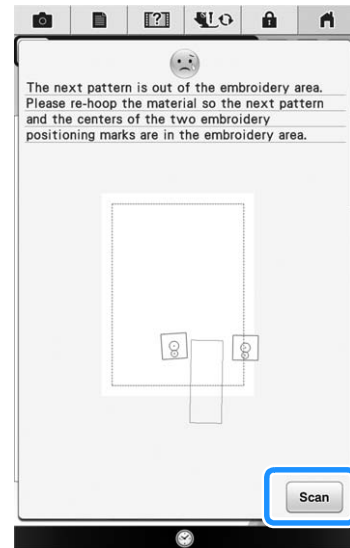 The next pattern is out of the embroidery area.
Please re-hoop the material so the next pattern
and the centers of the two embroidery
positioning marks are in the embroidery area.
Scan